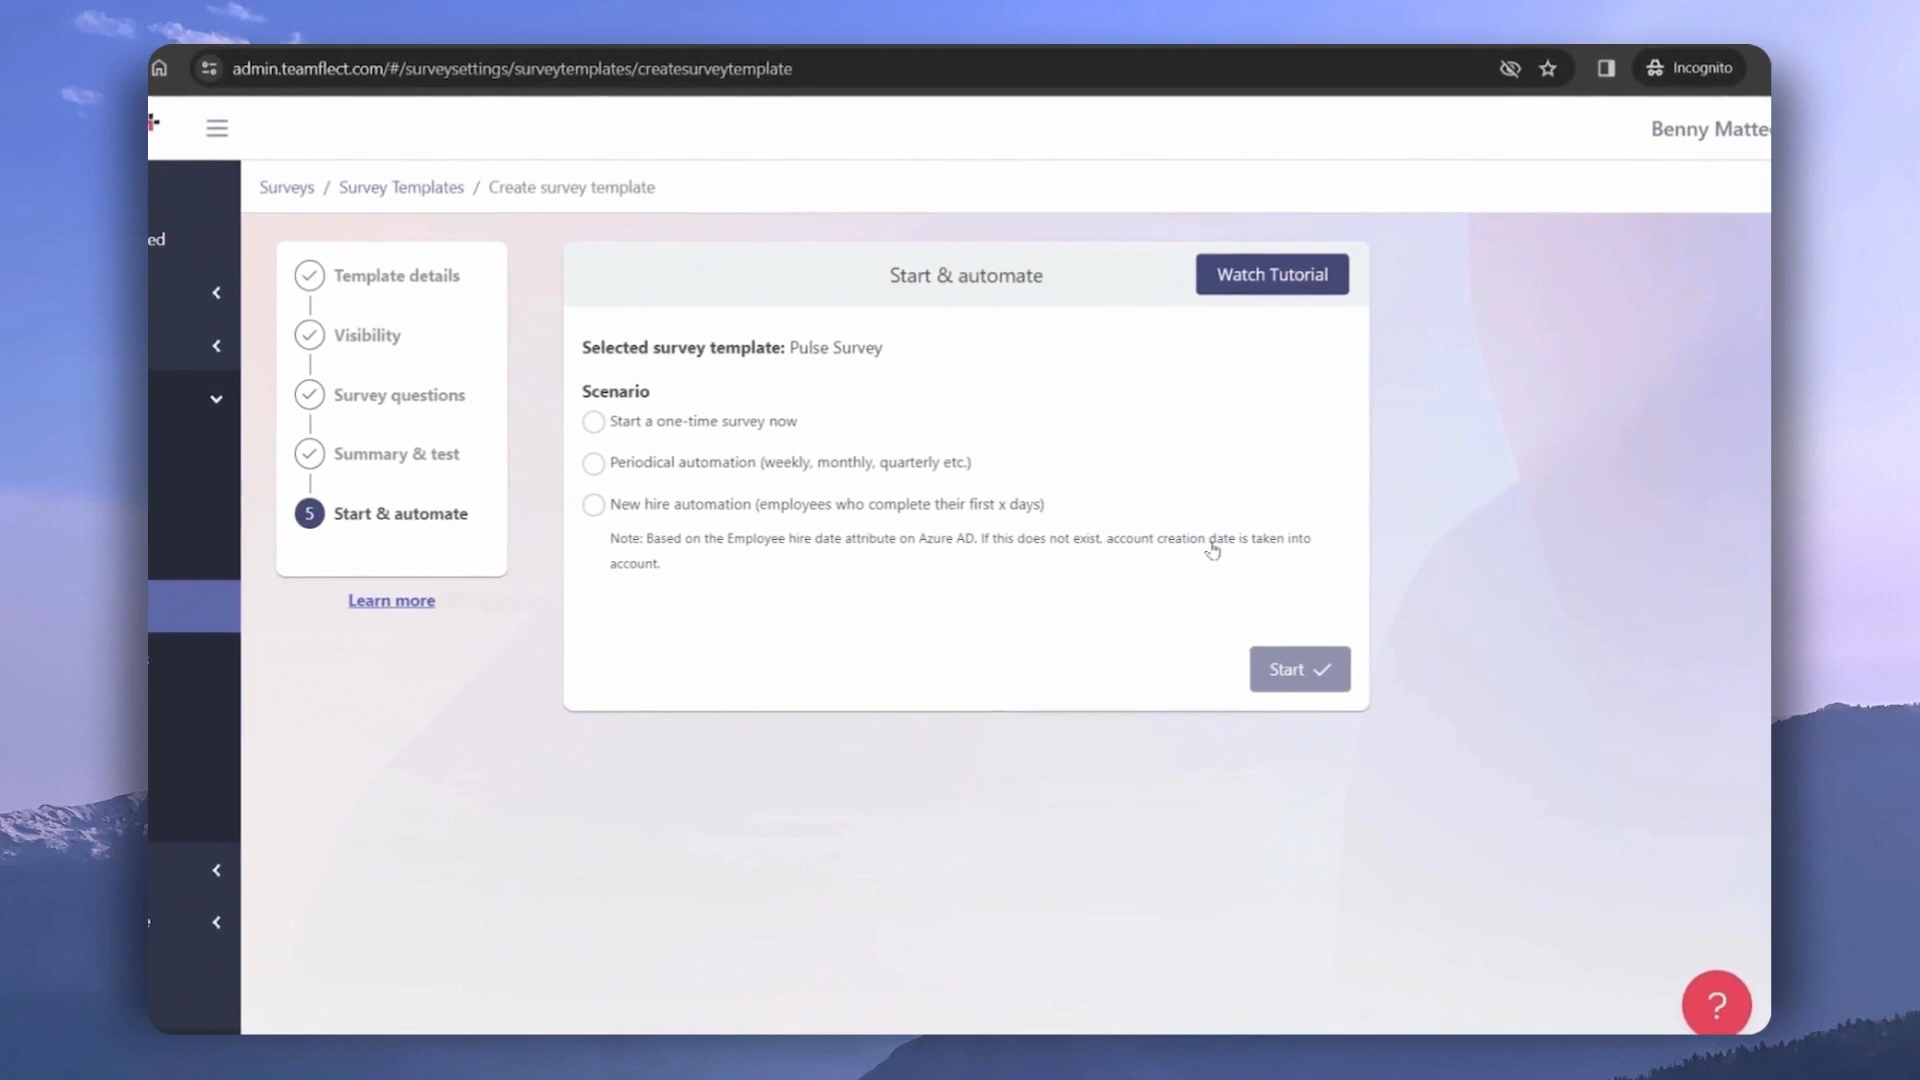 admin.teamflect.com/#/surveysettings/surveytemplates/createsurveytemplate
Incognito
Benny Matte
Surveys / Survey Templates / Create survey template
ed
Template details
Visibility
Survey questions
Summary & test
5 Start & automate
Learn more
Start & automate
Watch Tutorial
Selected survey template: Pulse Survey
Scenario
Start a one-time survey now
Periodical automation (weekly, monthly, quarterly etc.)
New hire automation (employees who complete their first x days)
Note: Based on the Employee hire date attribute on Azure AD. If this does not exist, account creation date is taken into
account.
Start
?